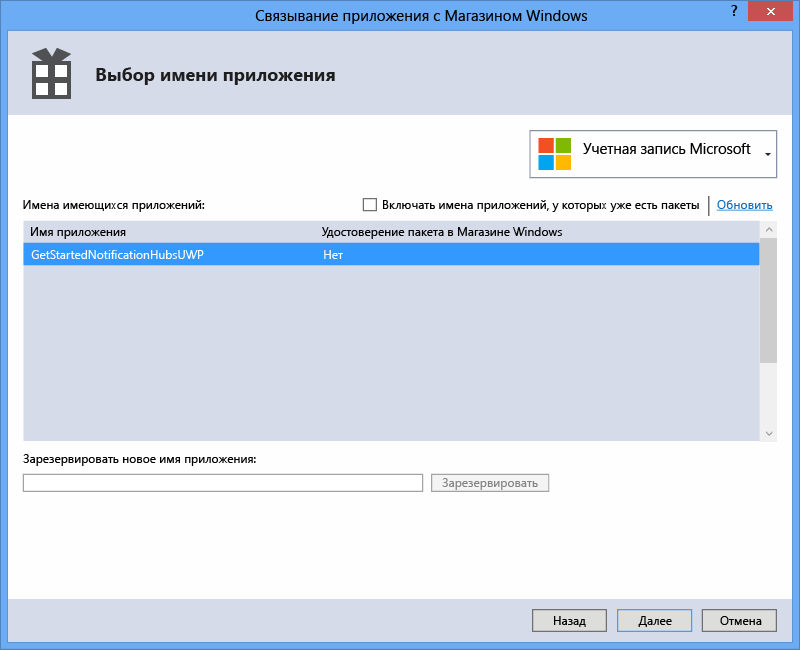 Связывание приложения с Магазином Windows
?
Выбор имени приложения
Учетная запись Microsoft
Имена имеющихся приложений:
Включать имена приложений, у которых уже есть пакеты
Обновить
Имя приложения Удостоверение пакета в Магазине Windows
GetStartedNotificationHubsUWP Нет
Зарезервировать новое имя приложения:
Зарезервировать
Назад Далее Отмена